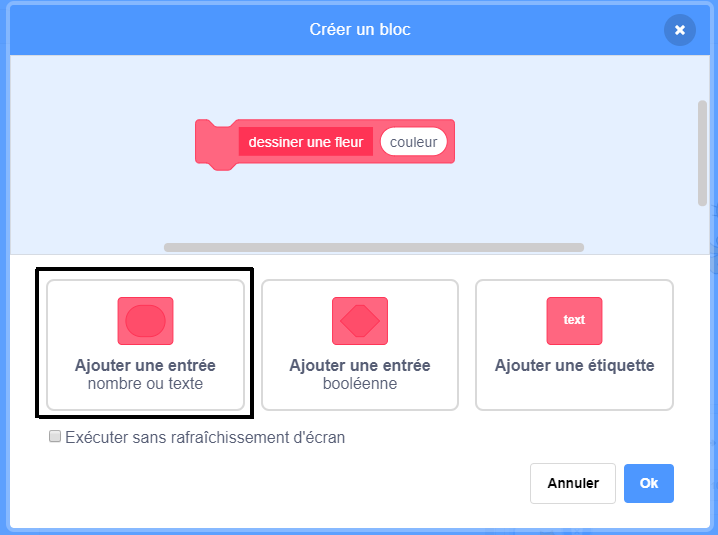 Créer un bloc
dessiner une fleur couleur
Ajouter une entrée
nombre ou texte
Ajouter une entrée
booléenne
text
Ajouter une étiquette
Exécuter sans rafraîchissement d'écran
Annuler
Ok